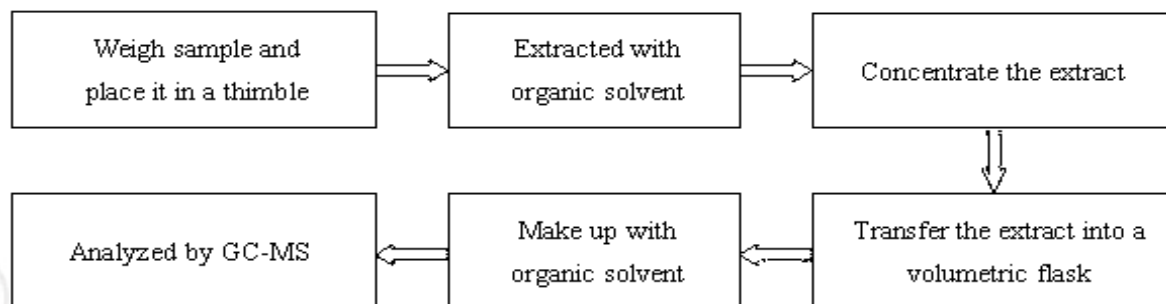 Weigh sample and
place it in a thimble
Extracted with
organic solvent
Concentrate the extract
Transfer the extract into a
volumetric flask
Make up with
organic solvent
Analyzed by GC-MS